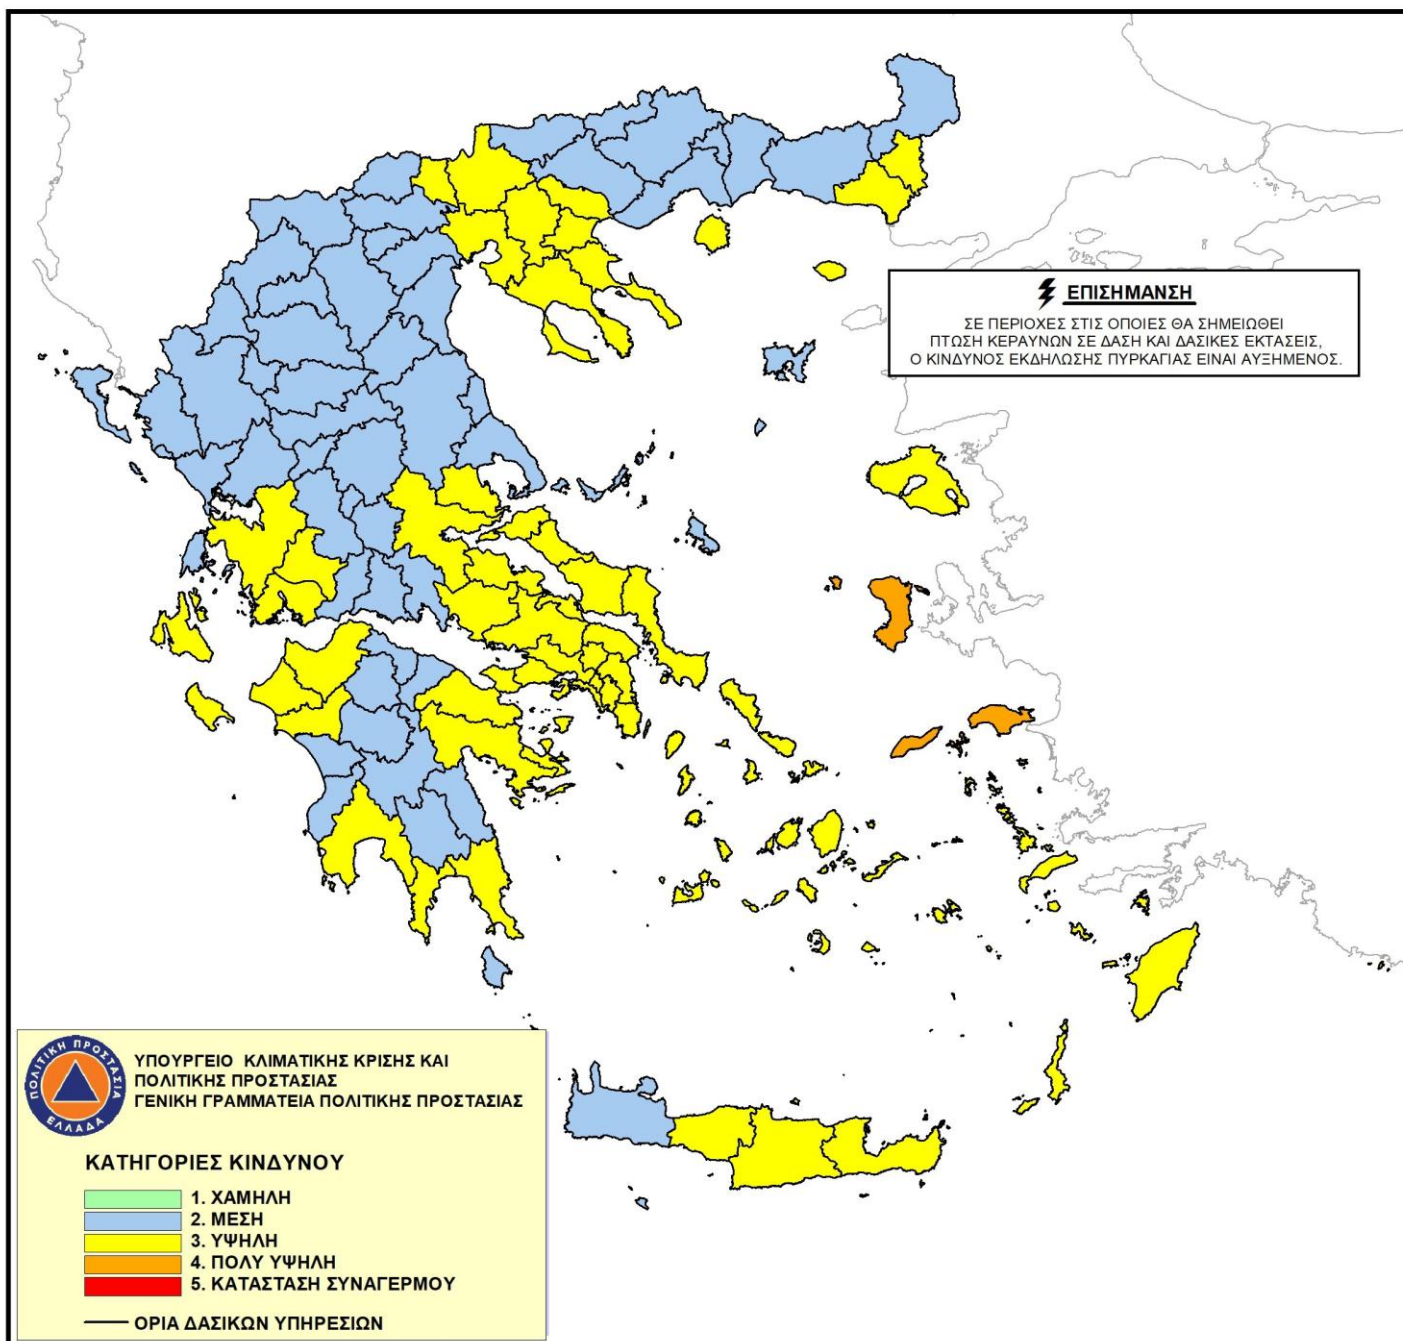 ΕΠΙΣΗΜΑΝΣΗ
ΣΕ ΠΕΡΙΟΧΕΣ ΣΤΙΣ ΟΠΟΙΕΣ ΘΑ ΣΗΜΕΙΩΘΕΙ
ΠΤΩΣΗ ΚΕΡΑΥΝΩΝ ΣΕ ΔΑΣΗ ΚΑΙ ΔΑΣΙΚΕΣ ΕΚΤΑΣΕΙΣ,
Ο ΚΙΝΔΥΝΟΣ ΕΚΔΗΛΩΣΗΣ ΠΥΡΚΑΓΙΑΣ ΕΙΝΑΙ ΑΥΞΗΜΕΝΟΣ.
ΠΟΛΙΤΙΚΗ ΠΡΟΣΤΑΣΙΑ
ΕΛΛΑΔΑ
ΥΠΟΥΡΓΕΙΟ ΚΛΙΜΑΤΙΚΗΣ ΚΡΙΣΗΣ ΚΑΙ
ΠΟΛΙΤΙΚΗΣ ΠΡΟΣΤΑΣΙΑΣ
ΓΕΝΙΚΗ ΓΡΑΜΜΑΤΕΙΑ ΠΟΛΙΤΙΚΗΣ ΠΡΟΣΤΑΣΙΑΣ
ΚΑΤΗΓΟΡΙΕΣ ΚΙΝΔΥΝΟΥ
1. ΧΑΜΗΛΗ
2. ΜΕΣΗ
3. ΥΨΗΛΗ
4. ΠΟΛΥ ΥΨΗΛΗ
5. ΚΑΤΑΣΤΑΣΗ ΣΥΝΑΓΕΡΜΟΥ
ΟΡΙΑ ΔΑΣΙΚΩΝ ΥΠΗΡΕΣΙΩΝ